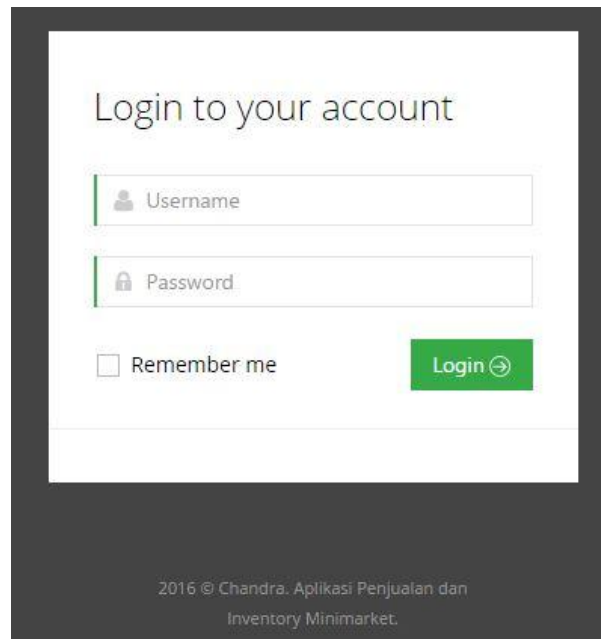 Login to your account
Username
Password
Remember me
Login
2016 © Chandra. Aplikasi Penjualan dan
Inventory Minimarket.